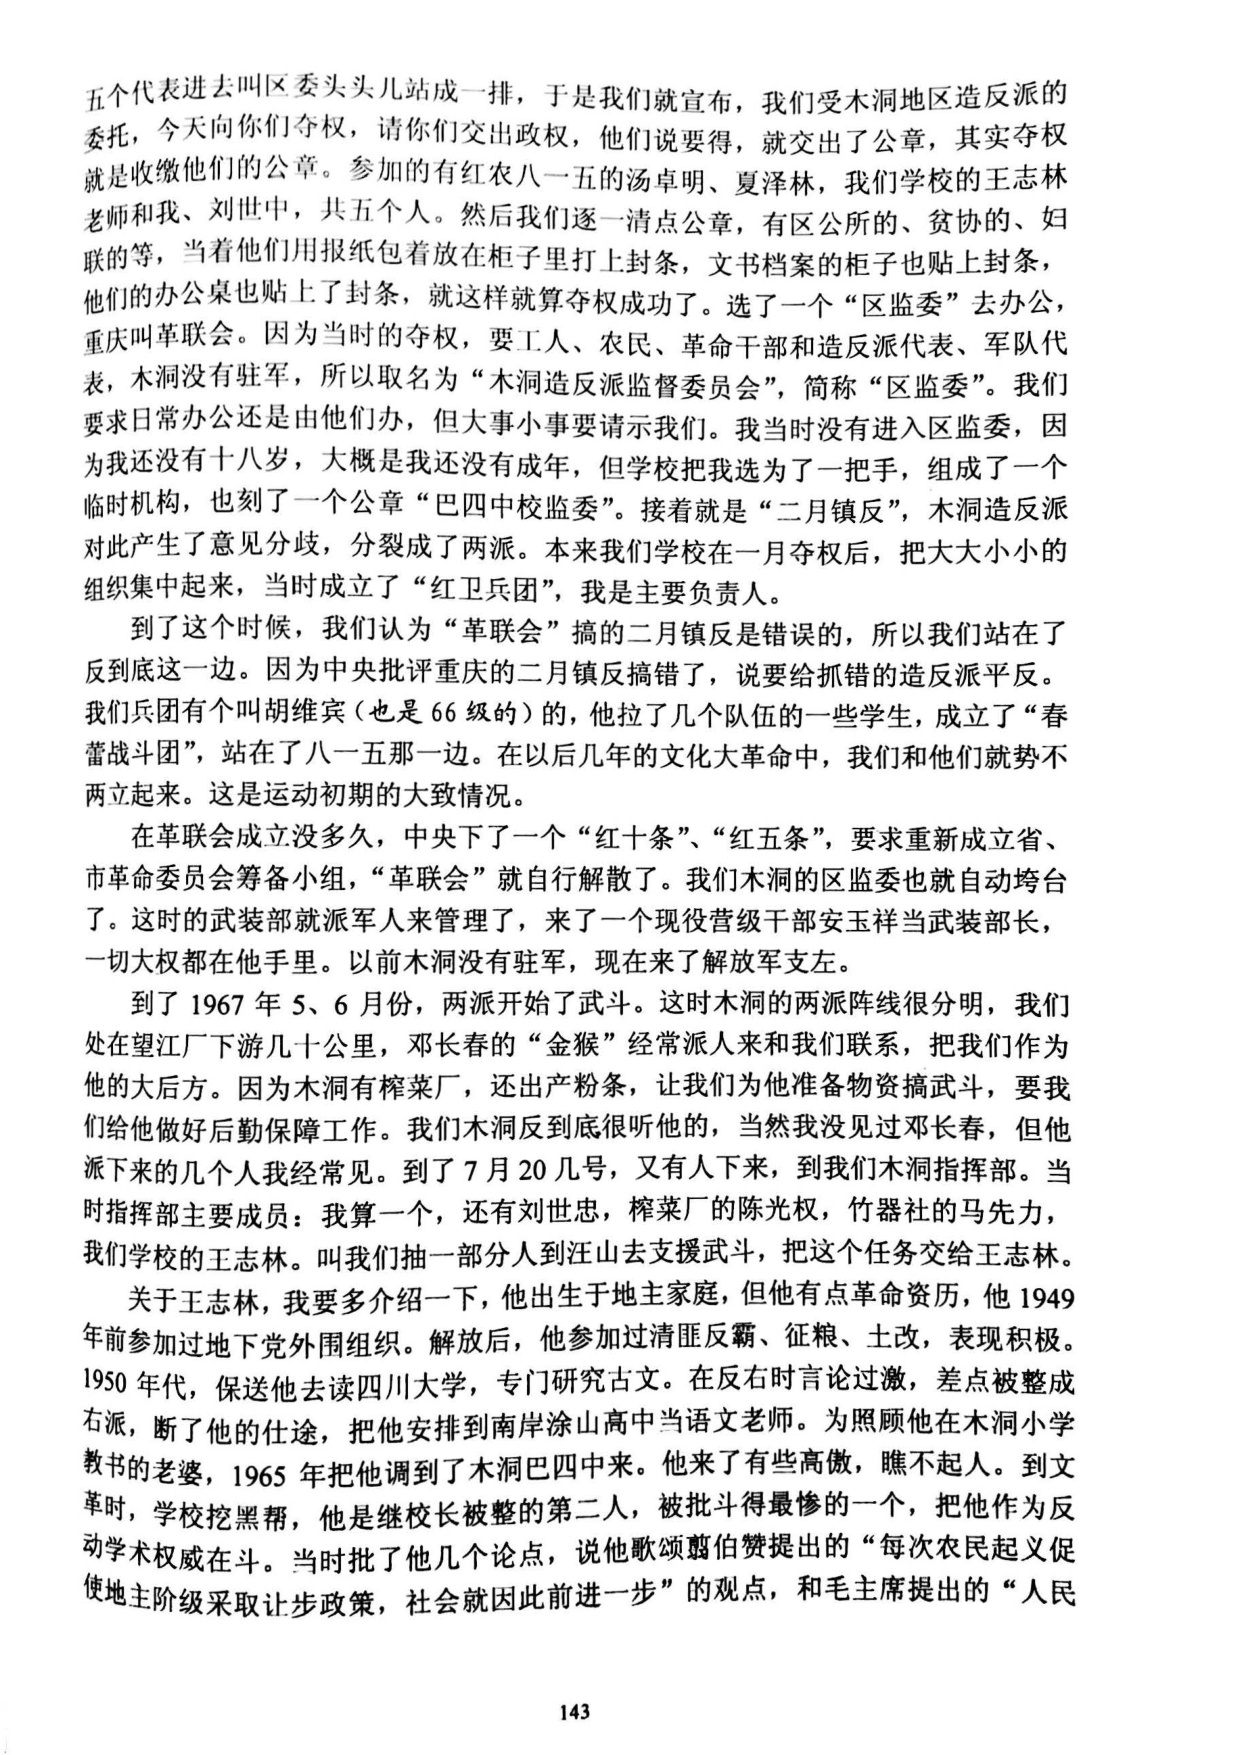 五个代表进去叫区委头头儿站成一排，于是我们就宣布，我们受木洞地区造反派的
委托，今天向你们夺权，请你们交出政权，他们说要得，就交出了公章，其实夺权
就是收缴他们的公章。参加的有红农八一五的汤卓明、夏泽林，我们学校的王志林
老师和我、刘世中，共五个人。然后我们逐一清点公章，有区公所的、贫协的、妇
联的等，当着他们用报纸包着放在柜子里打上封条，文书档案的柜子也贴上封条，
他们的办公桌也贴上了封条，就这样就算夺权成功了。选了一个“区监委”去办公，
重庆叫革联会。因为当时的夺权，要工人、农民、革命干部和造反派代表、军队代
表，木洞没有驻军，所以取名为“木洞造反派监督委员会”，简称“区监委”。我们
要求日常办公还是由他们办，但大事小事要请示我们。我当时没有进入区监委，因
为我还没有十八岁，大概是我还没有成年，但学校把我选为了一把手，组成了一个
临时机构，也刻了一个公章“巴四中校监委”。接着就是“二月镇反”，木洞造反派
对此产生了意见分歧，分裂成了两派。本来我们学校在一月夺权后，把大大小小的
组织集中起来，当时成立了“红卫兵团”，我是主要负责人。
到了这个时候，我们认为“革联会”搞的二月镇反是错误的，所以我们站在了
反到底这一边。因为中央批评重庆的二月镇反搞错了，说要给抓错的造反派平反。
我们兵团有个叫胡维宾（也是 66 级的）的，他拉了几个队伍的一些学生，成立了“春
蕾战斗团”，站在了八一五那一边。在以后几年的文化大革命中，我们和他们就势不
两立起来。这是运动初期的大致情况。
在革联会成立没多久，中央下了一个“红十条”、“红五条”，要求重新成立省、
市革命委员会筹备小组，“革联会”就自行解散了。我们木洞的区监委也就自动垮台
了。这时的武装部就派军人来管理了，来了一个现役营级干部安玉祥当武装部长，
一切大权都在他手里。以前木洞没有驻军，现在来了解放军支左。
到了 1967 年 5、6 月份，两派开始了武斗。这时木洞的两派阵线很分明，我们
处在望江厂下游几十公里，邓长春的“金猴”经常派人来和我们联系，把我们作为
他的大后方。因为木洞有榨菜厂，还出产粉条，让我们为他准备物资搞武斗，要我
们给他做好后勤保障工作。我们木洞反到底很听他的，当然我没见过邓长春，但他
派下来的几个人我经常见。到了 7 月 20 几号，又有人下来，到我们木洞指挥部。当
时指挥部主要成员：我算一个，还有刘世忠，榨菜厂的陈光权，竹器社的马先力，
我们学校的王志林。叫我们抽一部分人到汪山去支援武斗，把这个任务交给王志林。
关于王志林，我要多介绍一下，他出生于地主家庭，但他有点革命资历，他 1949
年前参加过地下党外围组织。解放后，他参加过清匪反霸、征粮、土改，表现积极。
1950 年代，保送他去读四川大学，专门研究古文。在反右时言论过激，差点被整成
右派，断了他的仕途，把他安排到南岸涂山高中当语文老师。为照顾他在木洞小学
教书的老婆，1965 年把他调到了木洞巴四中来。他来了有些高傲，瞧不起人。到文
革时，学校挖黑帮，他是继校长被整的第二人，被批斗得最惨的一个，把他作为反
动学术权威在斗。当时批了他几个论点，说他歌颂翦伯赞提出的“每次农民起义促
使地主阶级采取让步政策，社会就因此前进一步”的观点，和毛主席提出的“人民
143